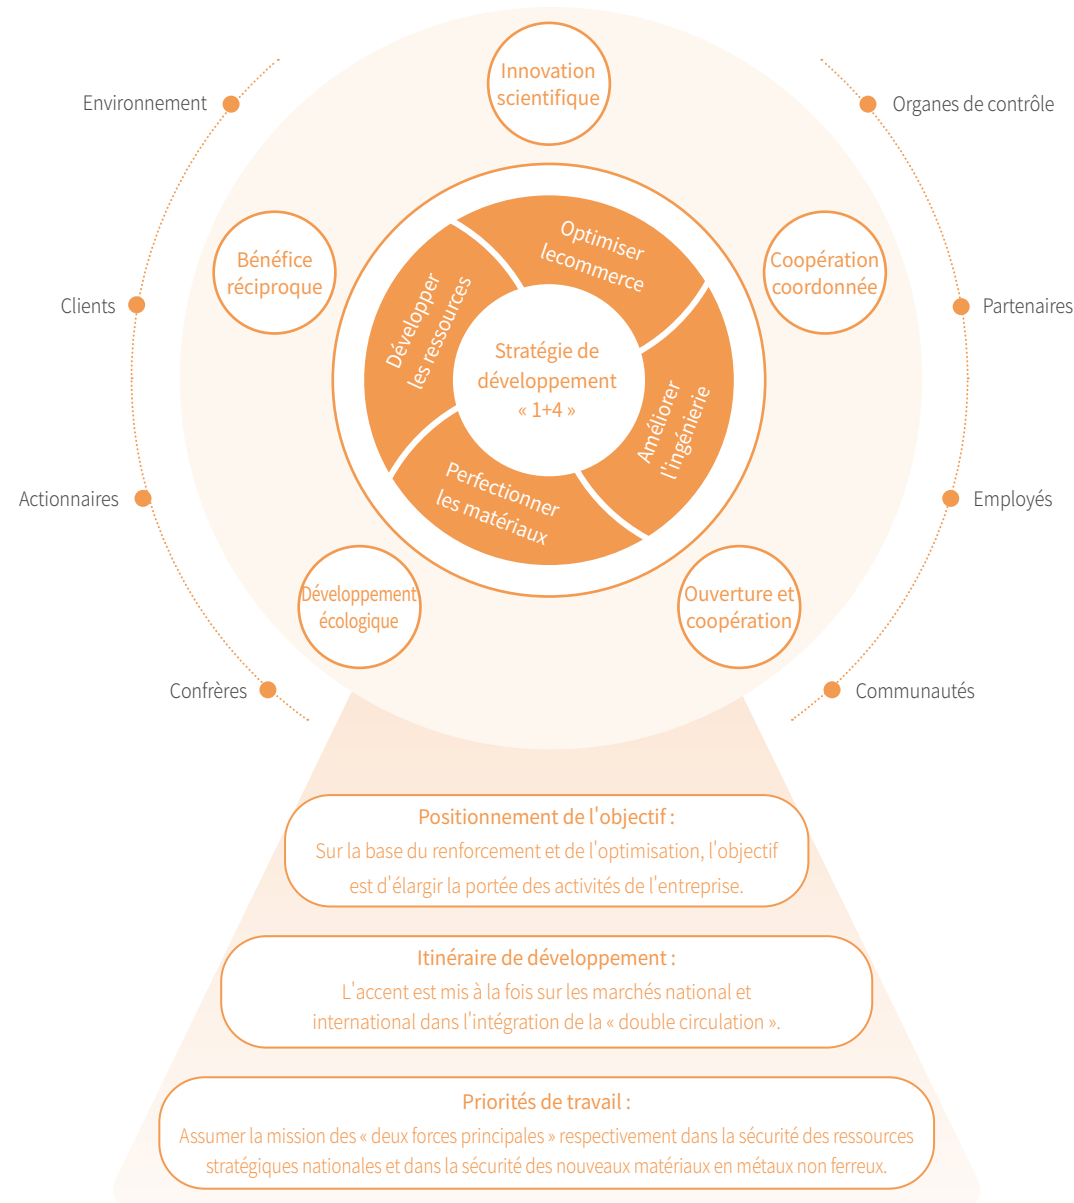 Innovation
scientifique
Environnement
Organes de contrôle
Optimiser
lecommerce
Bénéfice
réciproque
Coopération
coordonnée
Développer
les ressources
Clients
Partenaires
Stratégie de
développement
« 1+4 »
Améliorer
l'ingénierie
Perfectionner
les matériaux
Actionnaires
Employés
Développement
écologique
Ouverture et
coopération
Confrères
Communautés
Positionnement de l'objectif :
Sur la base du renforcement et de l'optimisation, l'objectif
est d'élargir la portée des activités de l'entreprise.
Itinéraire de développement :
L'accent est mis à la fois sur les marchés national et
international dans l'intégration de la « double circulation ».
Priorités de travail :
Assumer la mission des « deux forces principales » respectivement dans la sécurité des ressources
stratégiques nationales et dans la sécurité des nouveaux matériaux en métaux non ferreux.